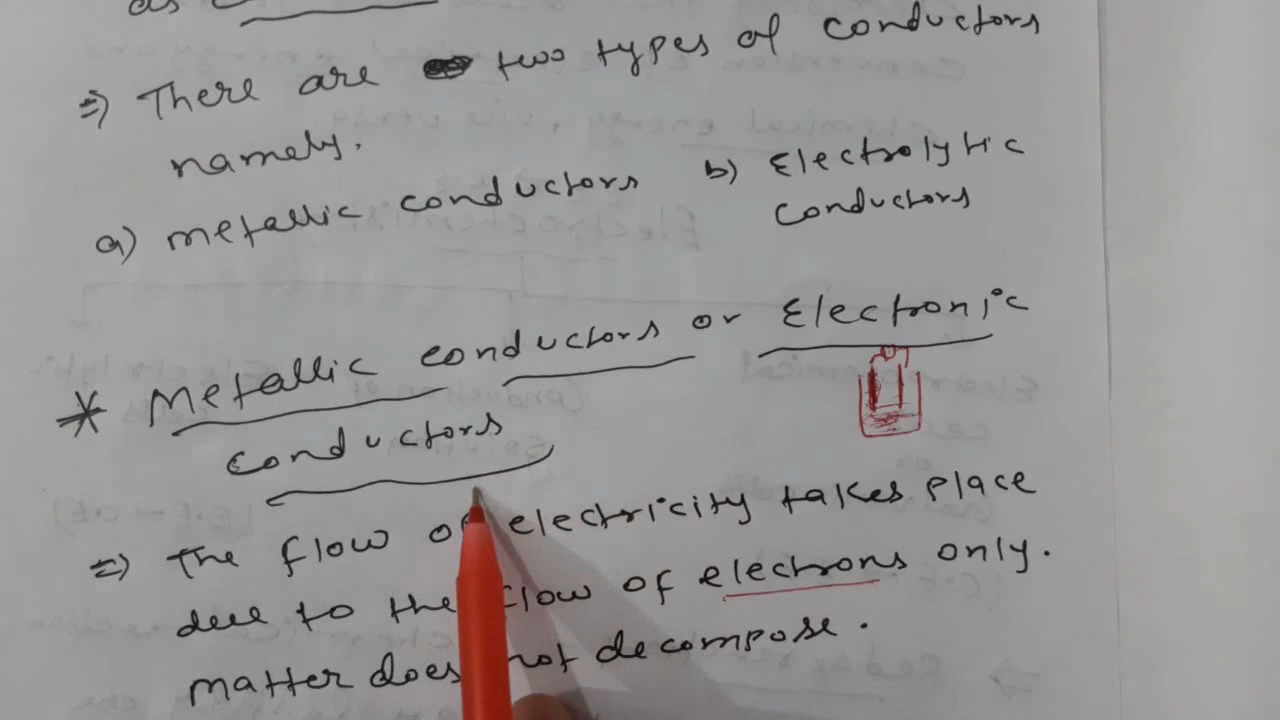 as
⇒) There are two types of conductors
namely.
a) metallic conductors b) Electrolytic
conductors
* Metallic conductors or Electronic
conductors
⇒) The flow of electricity takes place
due to the flow of electrons only.
matter does not decompose.